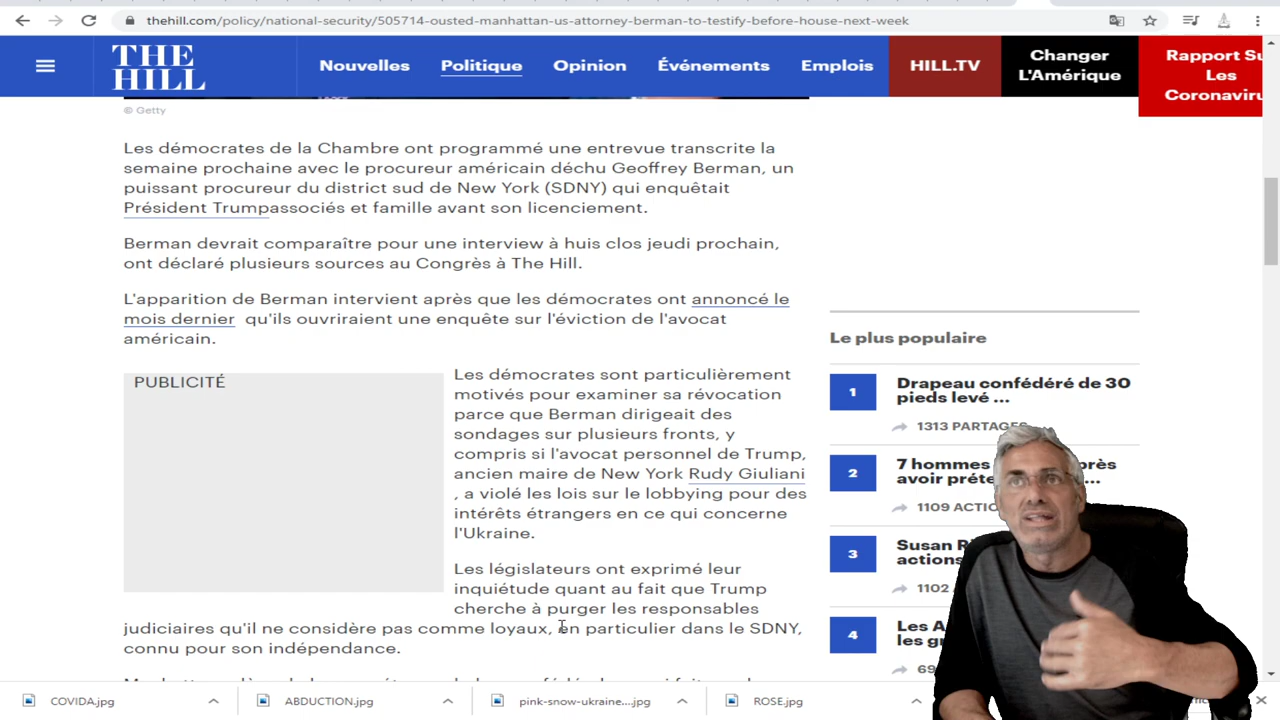 thehill.com/policy/national-security/505714-ousted-manhattan-us-attorney-berman-to-testify-before-house-next-week
THE
HILL
Nouvelles
Politique
Opinion
Événements
Emplois
HILL.TV
Changer
L'Amérique
Rapport Su
Les
Coronaviru
© Getty
Les démocrates de la Chambre ont programmé une entrevue transcrite la
semaine prochaine avec le procureur américain déchu Geoffrey Berman, un
puissant procureur du district sud de New York (SDNY) qui enquêtait
Président Trumpassociés et famille avant son licenciement.
Berman devrait comparaître pour une interview à huis clos jeudi prochain,
ont déclaré plusieurs sources au Congrès à The Hill.
L'apparition de Berman intervient après que les démocrates ont annoncé le
mois dernier qu'ils ouvriraient une enquête sur l'éviction de l'avocat
américain.
PUBLICITÉ
Les démocrates sont particulièrement
motivés pour examiner sa révocation
parce que Berman dirigeait des
sondages sur plusieurs fronts, y
compris si l'avocat personnel de Trump,
ancien maire de New York Rudy Giuliani
, a violé les lois sur le lobbying pour des
intérêts étrangers en ce qui concerne
l'Ukraine.
Les législateurs ont exprimé leur
inquiétude quant au fait que Trump
cherche à purger les responsables
judiciaires qu'il ne considère pas comme loyaux, en particulier dans le SDNY,
connu pour son indépendance.
Le plus populaire
1
Drapeau confédéré de 30
pieds levé ...
1313 PARTAGES
2
7 hommes
avoir
1109
3
Susan
actions
1102
4
Les
COVIDA.jpg
ABDUCTION.jpg
pink-snow-ukraine....jpg
ROSE.jpg